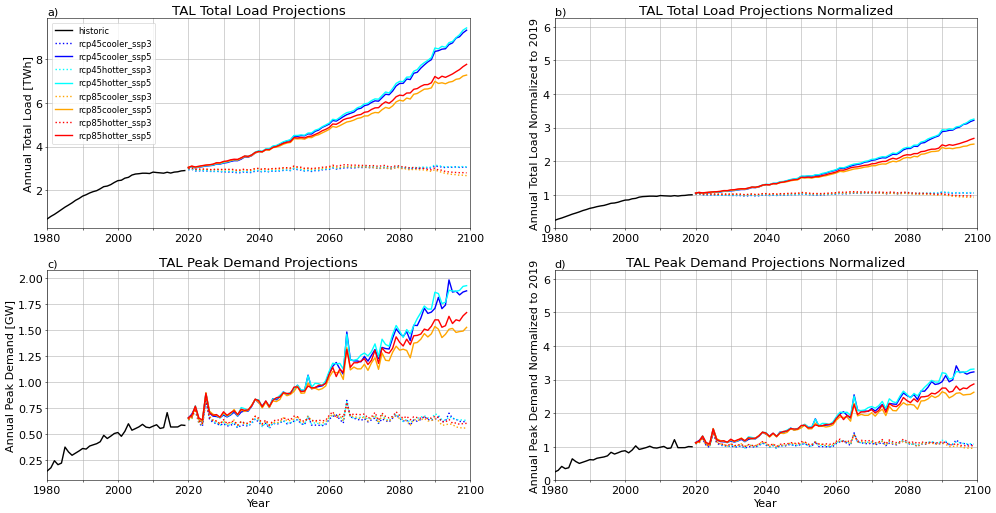 a)
TAL Total Load Projections
Annual Total Load [TWh]
8
6
4
2
historic
rcp45cooler_ssp3
rcp45cooler_ssp5
rcp45hotter_ssp3
rcp45hotter_ssp5
rcp85cooler_ssp3
rcp85cooler_ssp5
rcp85hotter_ssp3
rcp85hotter_ssp5
1980 2000 2020 2040 2060 2080 2100
b)
TAL Total Load Projections Normalized
Annual Total Load Normalized to 2019
6
5
4
3
2
1
0
1980 2000 2020 2040 2060 2080 2100
c)
TAL Peak Demand Projections
Annual Peak Demand [GW]
2.00
1.75
1.50
1.25
1.00
0.75
0.50
0.25
1980 2000 2020 2040 2060 2080 2100
Year
d)
TAL Peak Demand Projections Normalized
Annual Peak Demand Normalized to 2019
6
5
4
3
2
1
0
1980 2000 2020 2040 2060 2080 2100
Year